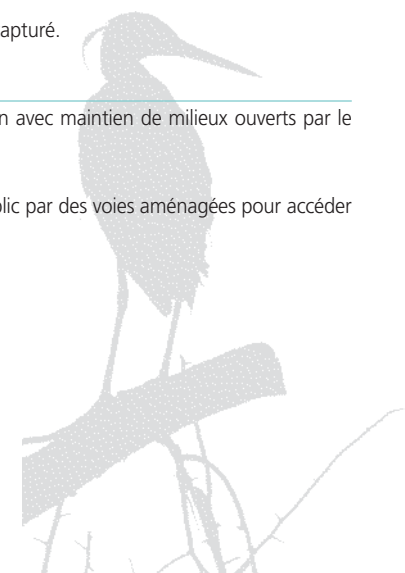 apturé.
n avec maintien de milieux ouverts par le
lic par des voies aménagées pour accéder